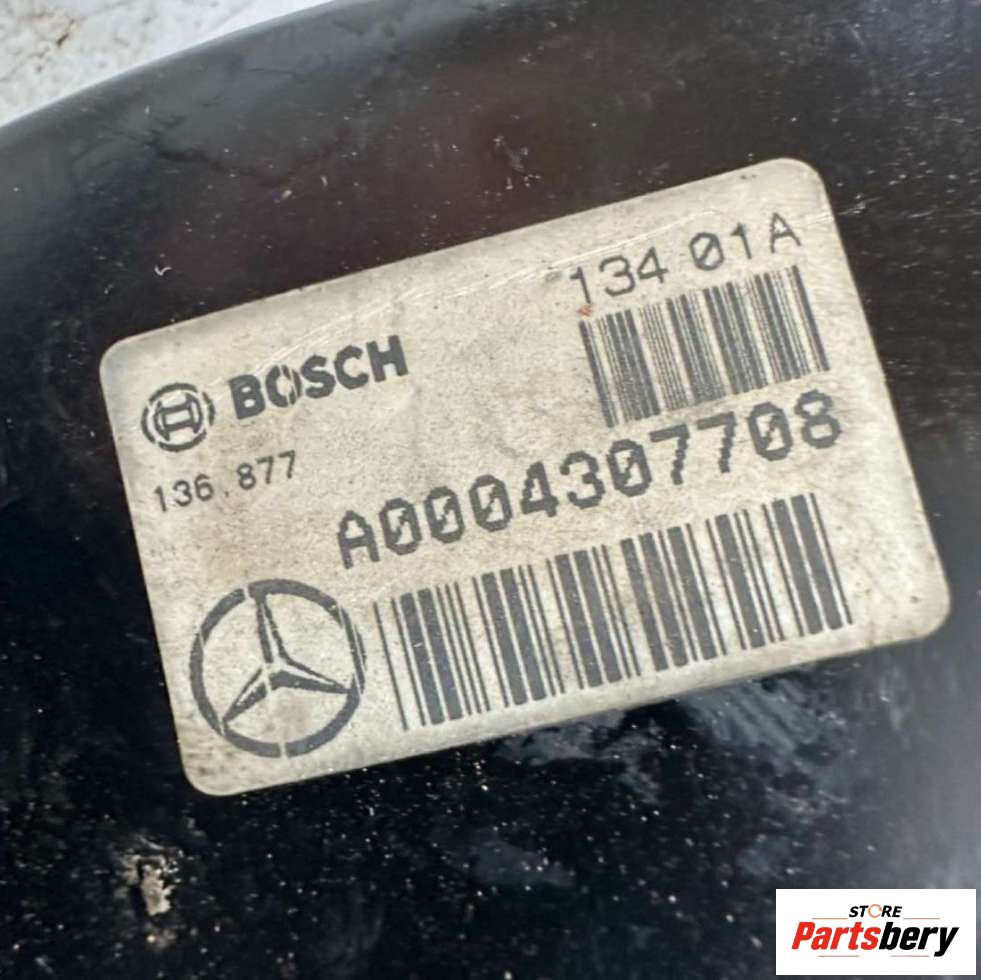 134 01A
BOSCH
136.877
A0004307708
STORE
Partsbery